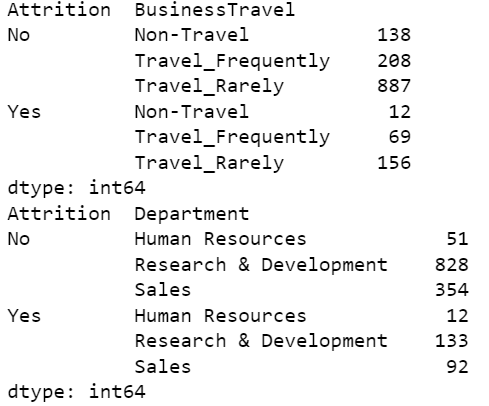 Attrition  BusinessTravel
No         Non-Travel           138
           Travel_Frequently    208
           Travel_Rarely        887
Yes        Non-Travel            12
           Travel_Frequently     69
           Travel_Rarely        156
dtype: int64
Attrition  Department
No         Human Resources            51
           Research & Development    828
           Sales                     354
Yes        Human Resources            12
           Research & Development    133
           Sales                      92
dtype: int64